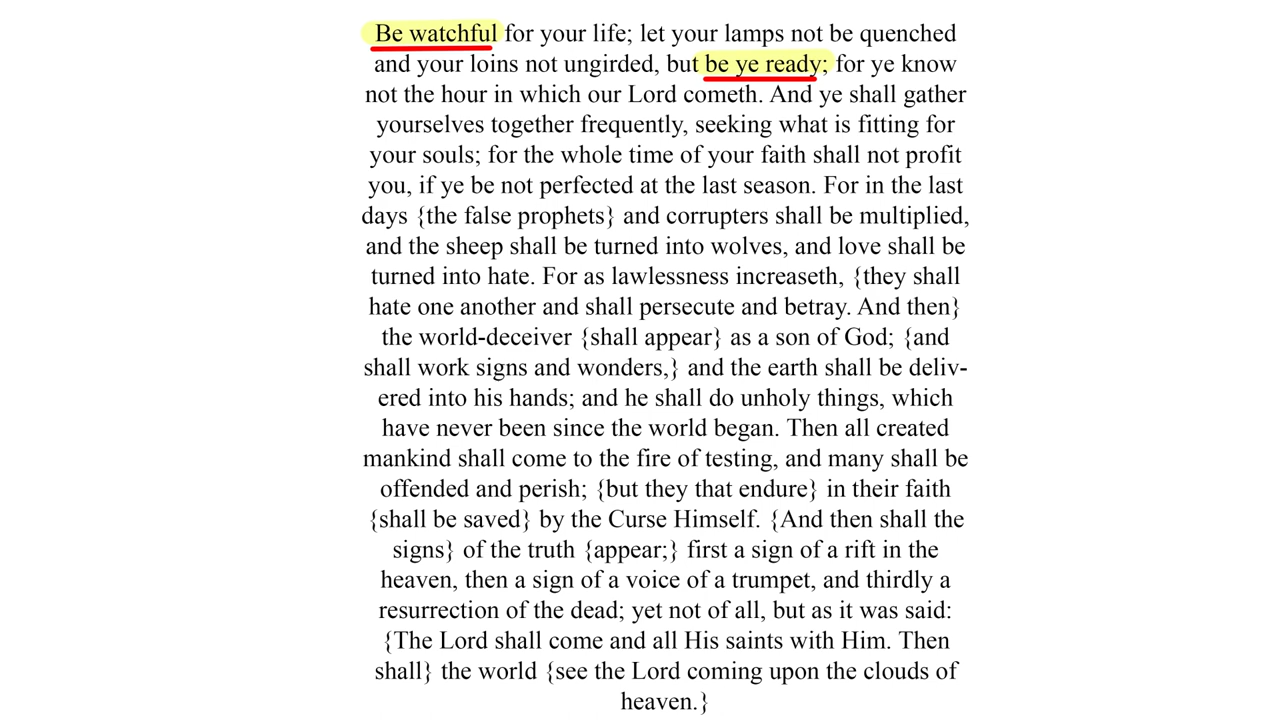 Be watchful for your life; let your lamps not be quenched
and your loins not ungirded, but be ye ready; for ye know
not the hour in which our Lord cometh. And ye shall gather
yourselves together frequently, seeking what is fitting for
your souls; for the whole time of your faith shall not profit
you, if ye be not perfected at the last season. For in the last
days {the false prophets} and corrupters shall be multiplied,
and the sheep shall be turned into wolves, and love shall be
turned into hate. For as lawlessness increaseth, {they shall
hate one another and shall persecute and betray. And then}
the world-deceiver {shall appear} as a son of God; {and
shall work signs and wonders,} and the earth shall be deliv-
ered into his hands; and he shall do unholy things, which
have never been since the world began. Then all created
mankind shall come to the fire of testing, and many shall be
offended and perish; {but they that endure} in their faith
{shall be saved} by the Curse Himself. {And then shall the
signs} of the truth {appear;} first a sign of a rift in the
heaven, then a sign of a voice of a trumpet, and thirdly a
resurrection of the dead; yet not of all, but as it was said:
{The Lord shall come and all His saints with Him. Then
shall} the world {see the Lord coming upon the clouds of
heaven.}